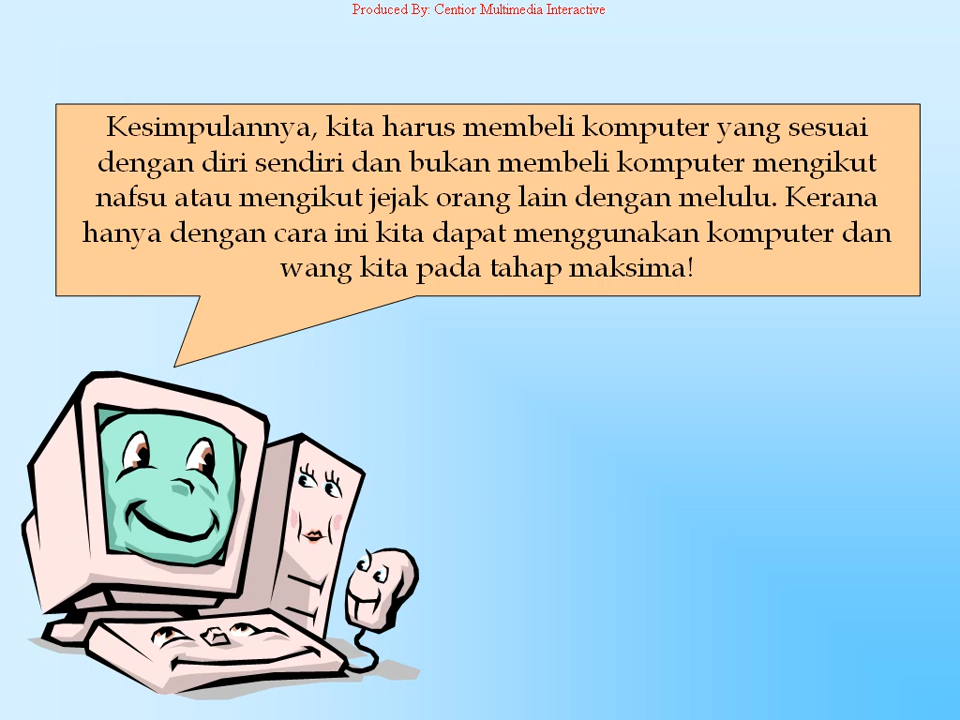 Produced By: Centior Multimedia Interactive
Kesimpulannya, kita harus membeli komputer yang sesuai
dengan diri sendiri dan bukan membeli komputer mengikut
nafsu atau mengikut jejak orang lain dengan melulu. Kerana
hanya dengan cara ini kita dapat menggunakan komputer dan
wang kita pada tahap maksima!